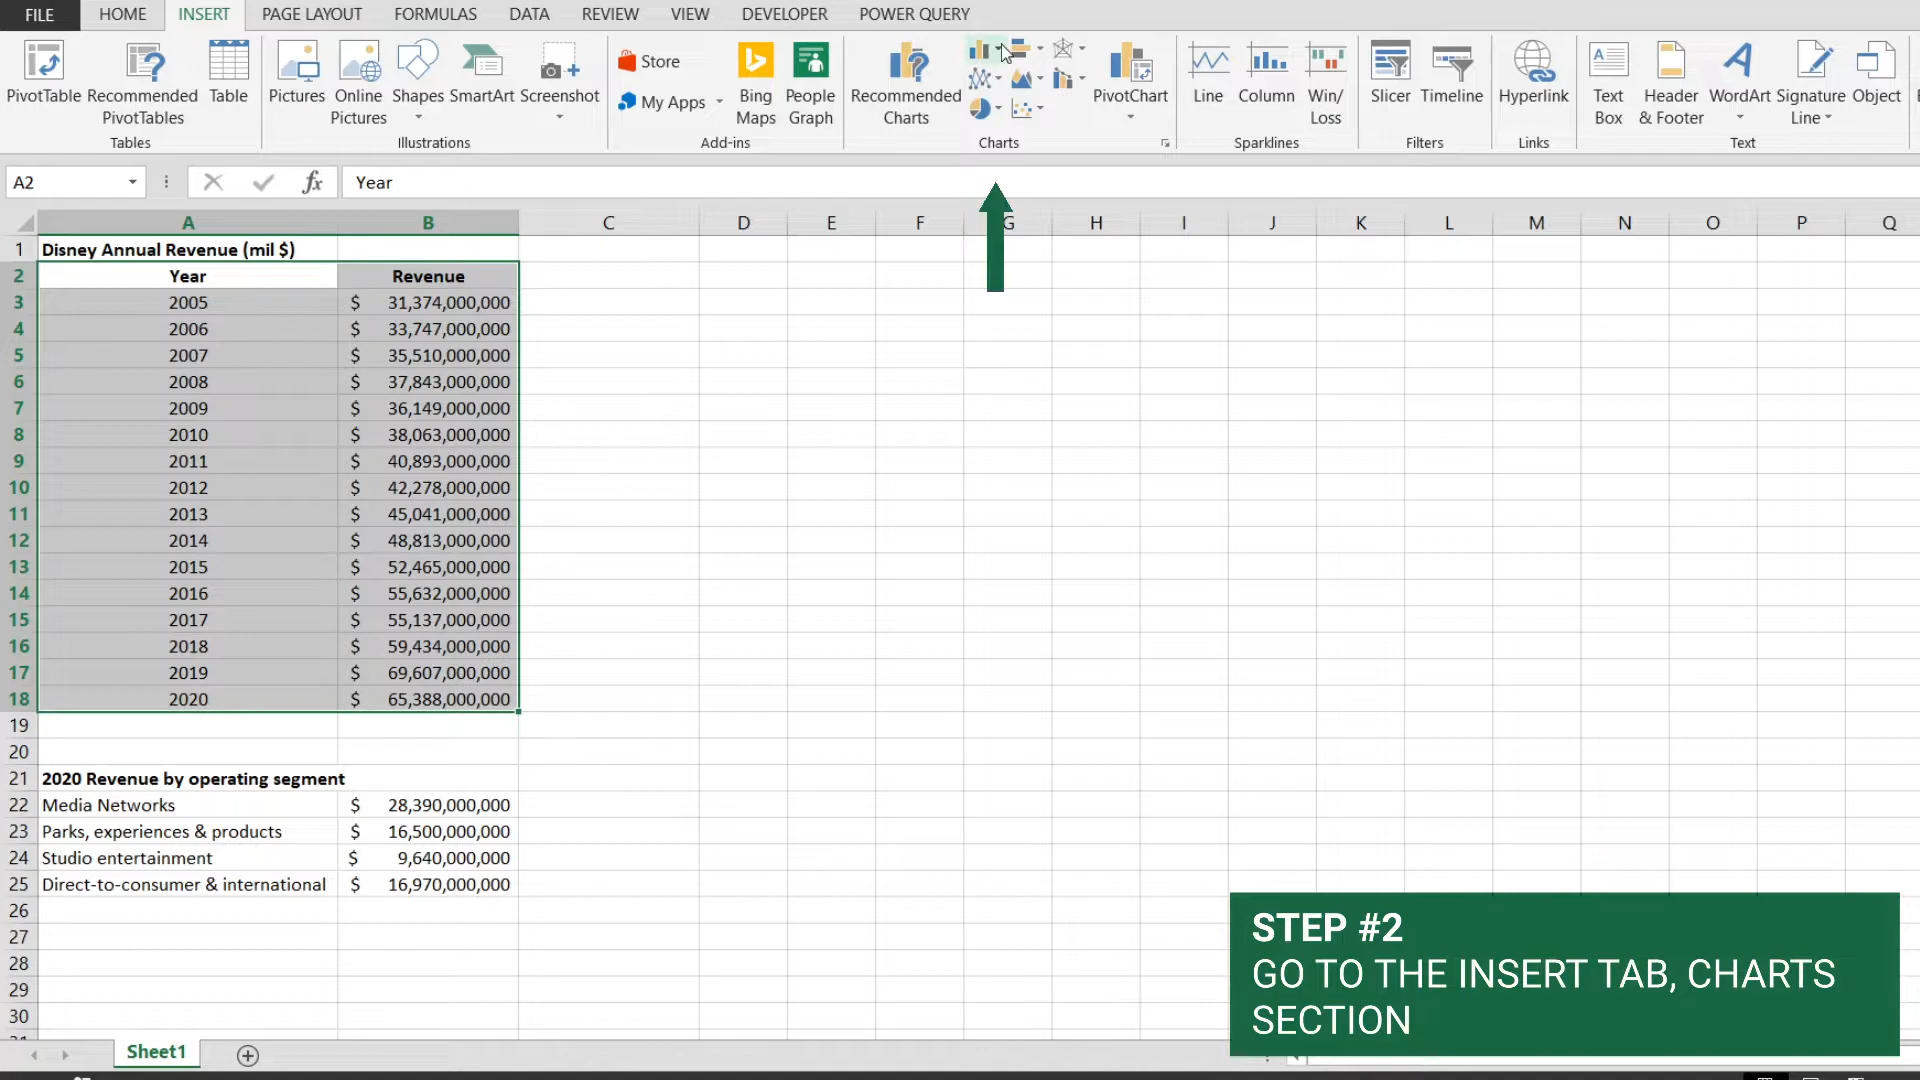 FILE HOME INSERT PAGE LAYOUT FORMULAS DATA REVIEW VIEW DEVELOPER POWER QUERY
PivotTable Recommended PivotTables Table
Tables
Pictures Online Pictures Shapes SmartArt Screenshot
Illustrations
Store
My Apps
Bing Maps People Graph
Add-ins
Recommended Charts PivotChart
Charts
Line Column Win/ Loss
Sparklines
Slicer Timeline
Filters
Hyperlink
Links
Text Box Header & Footer WordArt Signature Line Object
Text
A2 fx Year
A B C D E F G H I J K L M N O P Q
1 Disney Annual Revenue (mil $)
2 Year Revenue
3 2005 $ 31,374,000,000
4 2006 $ 33,747,000,000
5 2007 $ 35,510,000,000
6 2008 $ 37,843,000,000
7 2009 $ 36,149,000,000
8 2010 $ 38,063,000,000
9 2011 $ 40,893,000,000
10 2012 $ 42,278,000,000
11 2013 $ 45,041,000,000
12 2014 $ 48,813,000,000
13 2015 $ 52,465,000,000
14 2016 $ 55,632,000,000
15 2017 $ 55,137,000,000
16 2018 $ 59,434,000,000
17 2019 $ 69,607,000,000
18 2020 $ 65,388,000,000
19
20
21 2020 Revenue by operating segment
22 Media Networks $ 28,390,000,000
23 Parks, experiences & products $ 16,500,000,000
24 Studio entertainment $ 9,640,000,000
25 Direct-to-consumer & international $ 16,970,000,000
26
27
28
29
30
Sheet1
STEP #2
GO TO THE INSERT TAB, CHARTS
SECTION